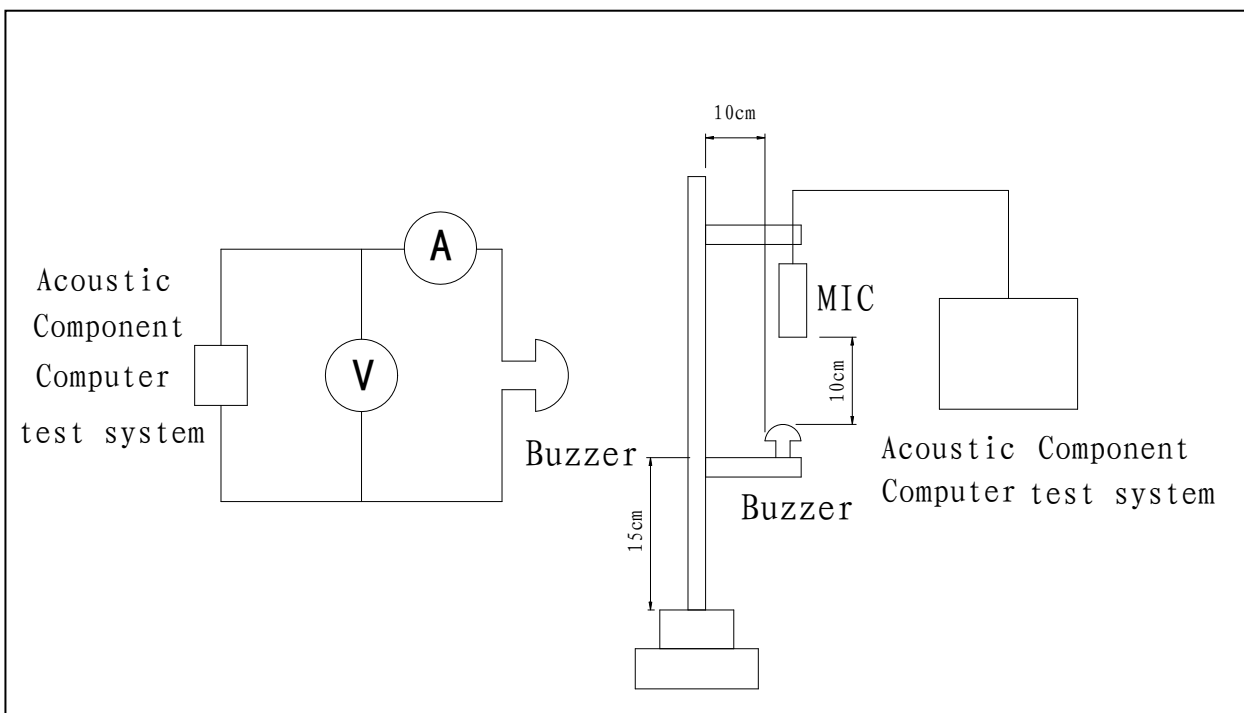 Acoustic
Component
Computer
test system
A
V
Buzzer
10cm
MIC
10cm
Buzzer
15cm
Acoustic Component
Computer test system